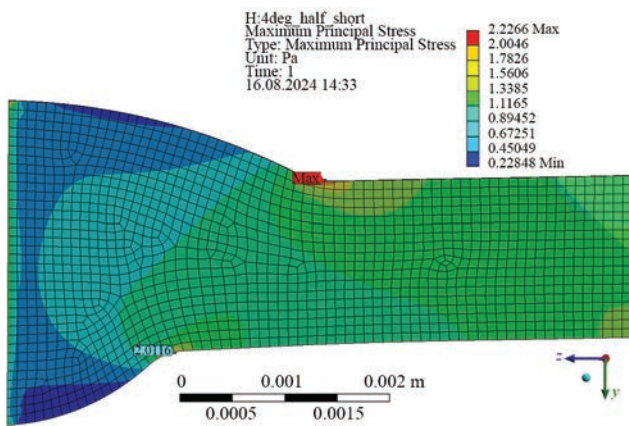 H:4deg_half_short
Maximum Principal Stress
Type: Maximum Principal Stress
Unit: Pa
Time: 1
16.08.2024 14:33
2.2266 Max
2.0046
1.7826
1.5606
1.3385
1.1165
0.89452
0.67251
0.45049
0.22848 Min
Max
2.0116
0 0.001 0.002 m
0.0005 0.0015
z
y